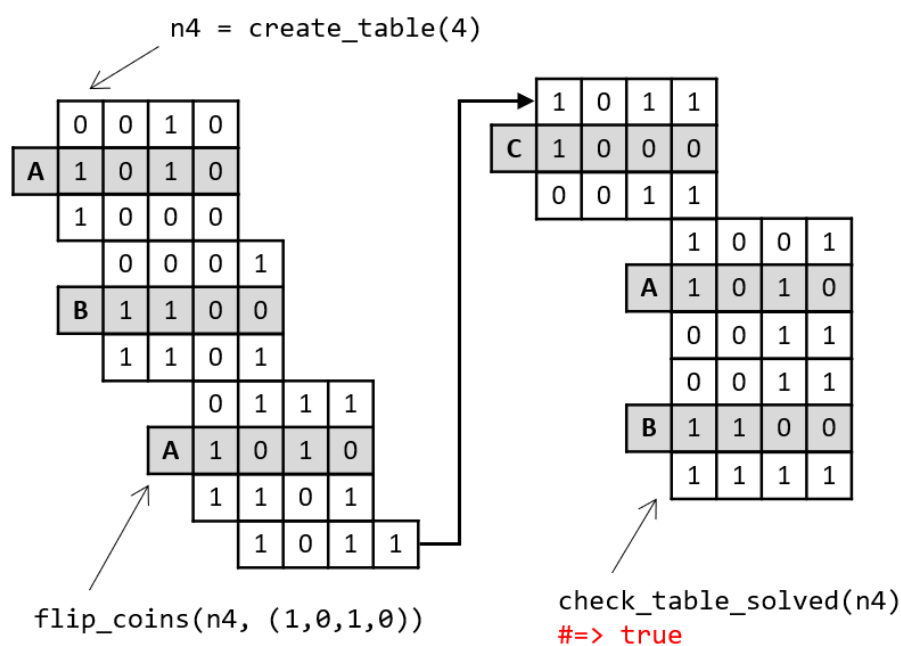 n4 = create_table(4)
0 0 1 0
A 1 0 1 0
1 0 0 0
0 0 0 1
B 1 1 0 0
1 1 0 1
0 1 1 1
A 1 0 1 0
1 1 0 1
1 0 1 1
flip_coins(n4, (1,0,1,0))
1 0 1 1
C 1 0 0 0
0 0 1 1
1 0 0 1
A 1 0 1 0
0 0 1 1
0 0 1 1
B 1 1 0 0
1 1 1 1
check_table_solved(n4)
#=> true